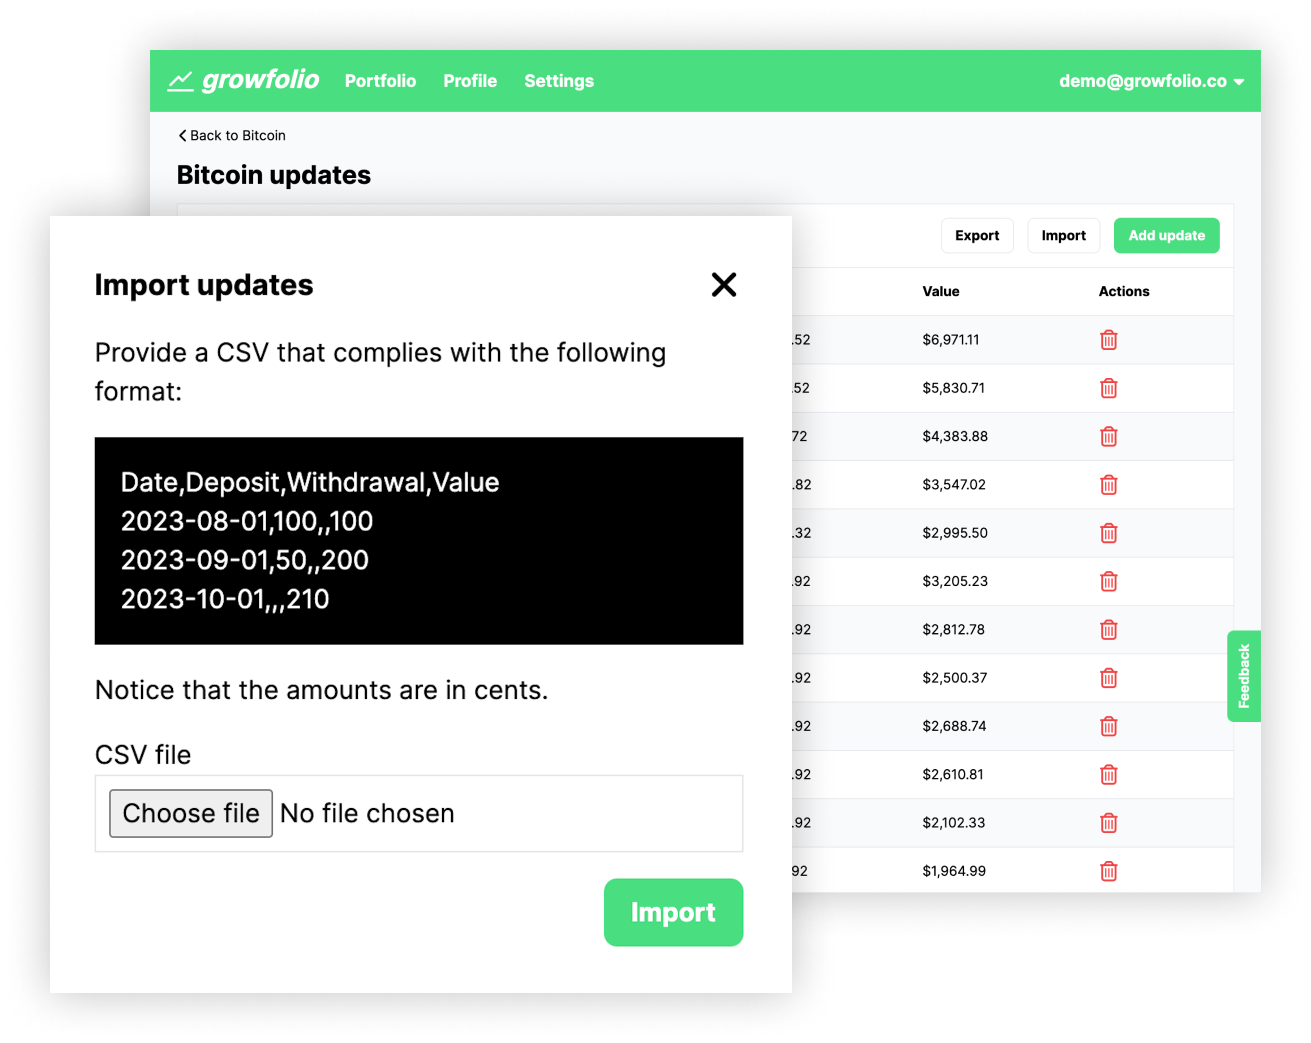 growfolio Portfolio Profile Settings demo@growfolio.co
Back to Bitcoin
Bitcoin updates
Export Import Add update
Value Actions
.52 $6,971.11
.52 $5,830.71
72 $4,383.88
.82 $3,547.02
.32 $2,995.50
.92 $3,205.23
.92 $2,812.78
.92 $2,500.37
.92 $2,688.74
.92 $2,610.81
.92 $2,102.33
92 $1,964.99
Feedback
Import updates
Provide a CSV that complies with the following
format:
Date,Deposit,Withdrawal,Value
2023-08-01,100,,100
2023-09-01,50,,200
2023-10-01,,,210
Notice that the amounts are in cents.
CSV file
Choose file No file chosen
Import